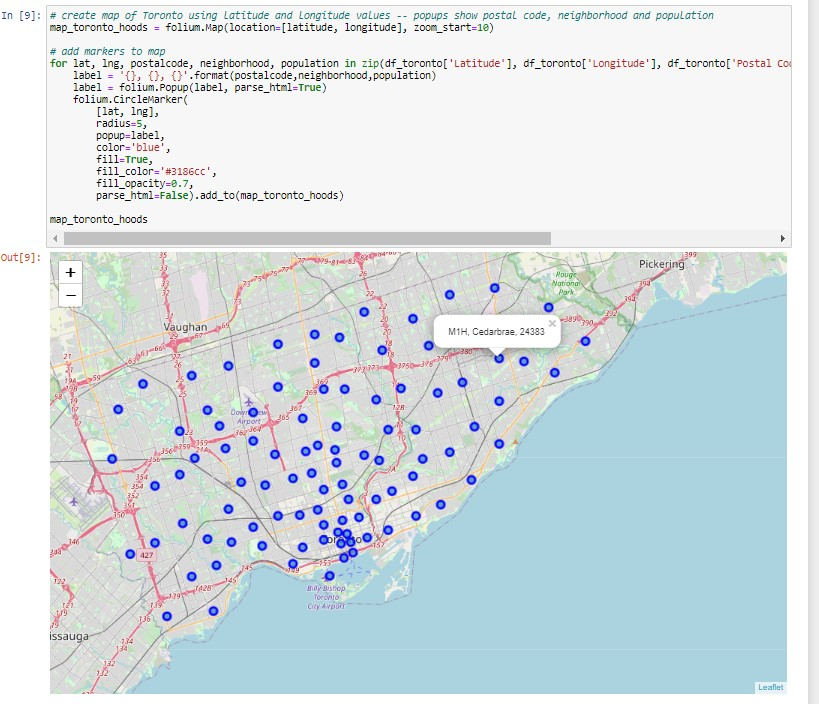 In [9]:
# create map of Toronto using latitude and longitude values -- popups show postal code, neighborhood and population
map_toronto_hoods = folium.Map(location=[latitude, longitude], zoom_start=10)
# add markers to map
for lat, lng, postalcode, neighborhood, population in zip(df_toronto['Latitude'], df_toronto['Longitude'], df_toronto['Postal Co
label = '{}, {}, {}'.format(postalcode,neighborhood,population)
label = folium.Popup(label, parse_html=True)
folium.CircleMarker(
[lat, lng],
radius=5,
popup=label,
color='blue',
fill=True,
fill_color='#3186cc',
fill_opacity=0.7,
parse_html=False).add_to(map_toronto_hoods)
map_toronto_hoods
Out[9]:
+
−
Pickering
Rouge
National
Park
Vaughan
M1H, Cedarbrae, 24383
×
Airport
427
Billy Bishop
Toronto
City Airport
issauga
Leaflet